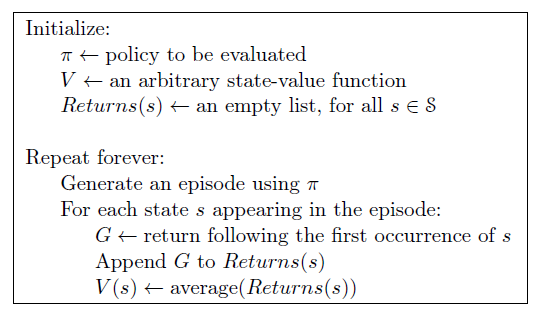 Initialize:
π ← policy to be evaluated
V ← an arbitrary state-value function
Returns(s) ← an empty list, for all s ∈ 𝒮
Repeat forever:
Generate an episode using π
For each state s appearing in the episode:
G ← return following the first occurrence of s
Append G to Returns(s)
V(s) ← average(Returns(s))